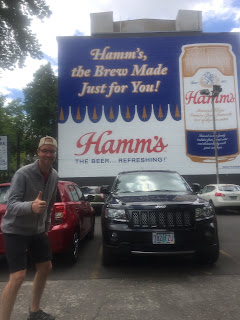 Hamm's,
the Brew Made
Just for You!
Hamm's
Hamm's
THE BEER...REFRESHING!